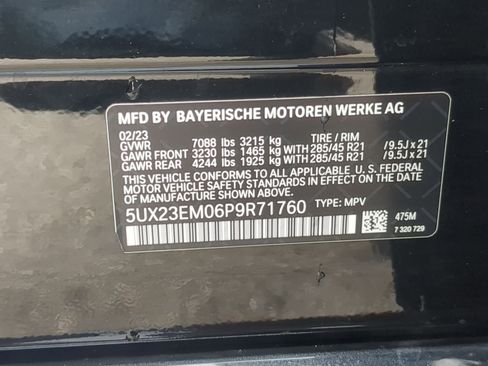 MFD BY BAYERISCHE MOTOREN WERKE AG
02/23
GVWR 7088 lbs 3215 kg TIRE / RIM
GAWR FRONT 3230 lbs 1465 kg WITH 285/45 R21 / 9.5J x 21
GAWR REAR 4244 lbs 1925 kg WITH 285/45 R21 / 9.5J x 21
THIS VEHICLE CONFORMS TO ALL APPLICABLE U.S. FEDERAL
MOTOR VEHICLE SAFETY STANDARDS IN EFFECT ON THE
DATE OF MANUFACTURE SHOWN ABOVE.
5UX23EM06P9R71760 TYPE: MPV
475M
7 320 729